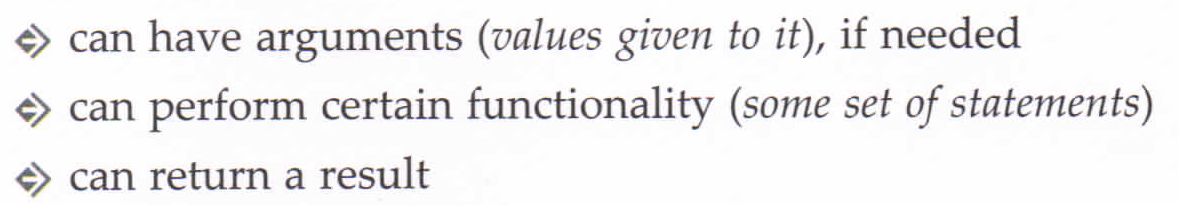 can have arguments (values given to it), if needed
can perform certain functionality (some set of statements)
can return a result